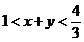 1 < x + y < 4/3